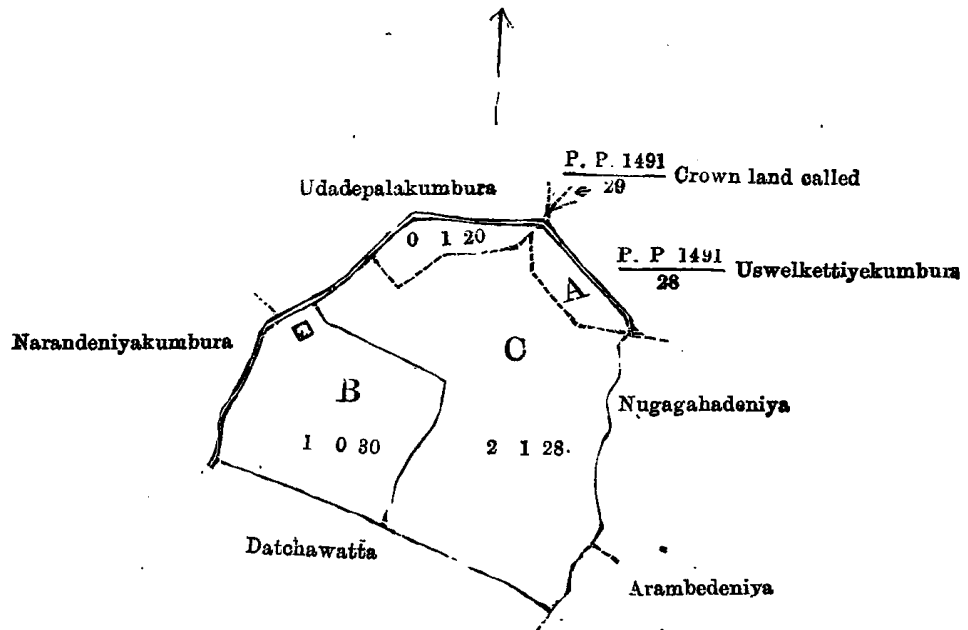 P. P. 1491
29 Crown land called
Udadepalakumbura
0 1 20
P. P 1491
28 Uswelkettiyekumbura
A
Narandeniyakumbura
C
B
Nugagahadeniya
1 0 30
2 1 28.
Datchawatta
Arambedeniya